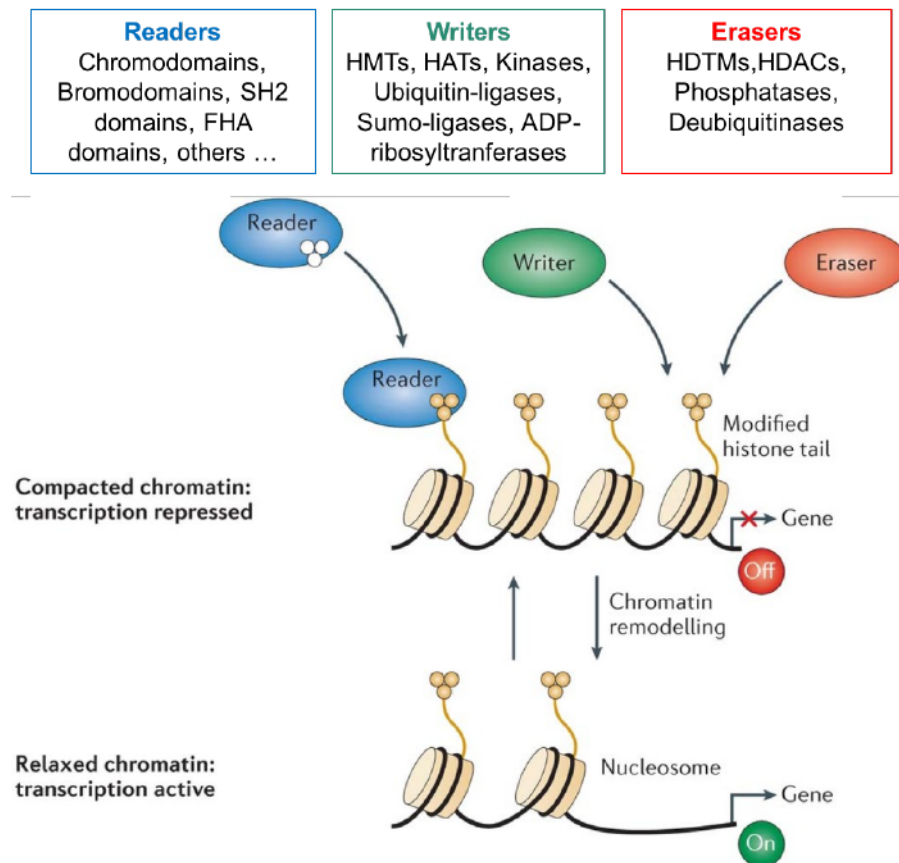 Readers
Chromodomains,
Bromodomains, SH2
domains, FHA
domains, others ...
Writers
HMTs, HATs, Kinases,
Ubiquitin-ligases,
Sumo-ligases, ADP-
ribosyltranferases
Erasers
HDTMs,HDACs,
Phosphatases,
Deubiquitinases
Reader
Writer
Eraser
Reader
Modified
histone tail
Compacted chromatin:
transcription repressed
Gene
Off
Chromatin
remodelling
Relaxed chromatin:
transcription active
Nucleosome
Gene
On